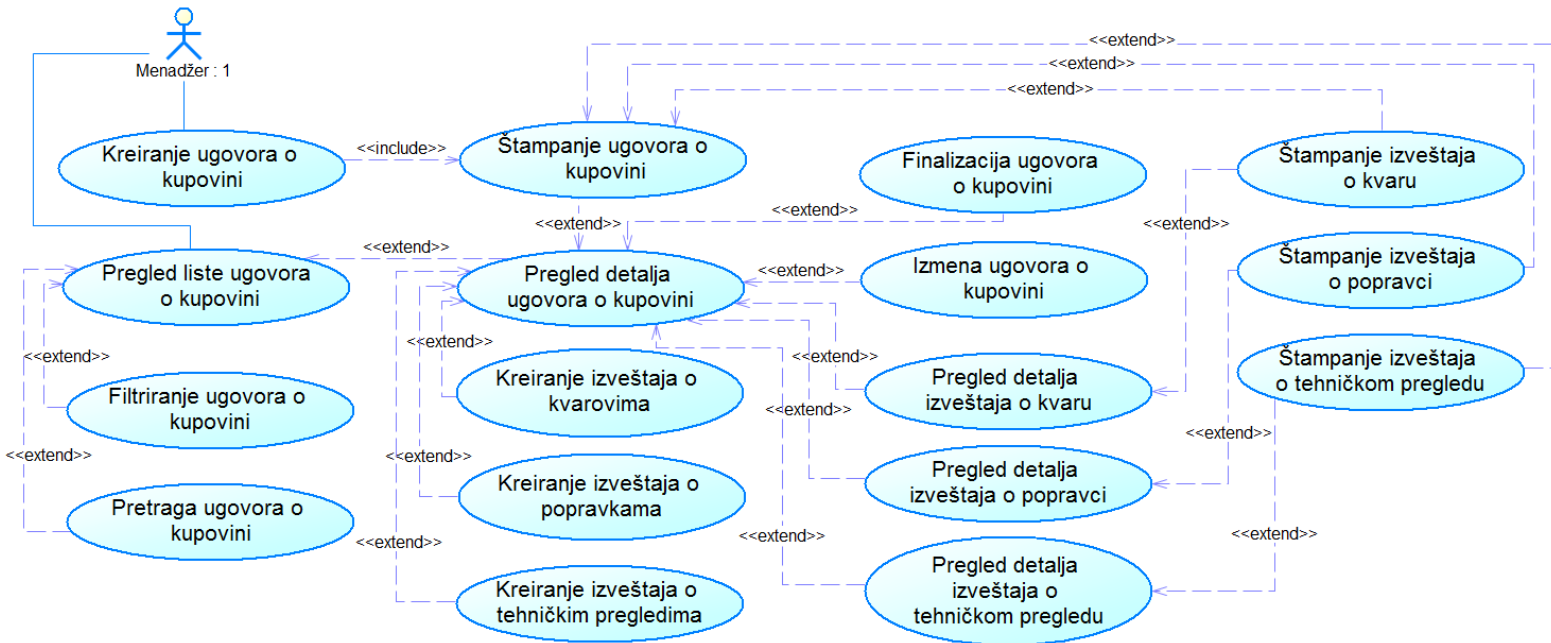 Menadžer : 1
<<extend>>
<<extend>>
<<extend>>
Kreiranje ugovora o
kupovini
<<include>>
Štampanje ugovora o
kupovini
Finalizacija ugovora
o kupovini
Štampanje izveštaja
o kvaru
<<extend>>
<<extend>>
<<extend>>
<<extend>>
Pregled liste ugovora
o kupovini
Pregled detalja
ugovora o kupovini
<<extend>>
Izmena ugovora o
kupovini
Štampanje izveštaja
o popravci
<<extend>>
<<extend>>
<<extend>>
Štampanje izveštaja
o tehničkom pregledu
Filtriranje ugovora o
kupovini
Kreiranje izveštaja o
kvarovima
<<extend>>
Pregled detalja
izveštaja o kvaru
<<extend>>
<<extend>>
<<extend>>
Pretraga ugovora o
kupovini
Kreiranje izveštaja o
popravkama
Pregled detalja
izveštaja o popravci
<<extend>>
<<extend>>
<<extend>>
Kreiranje izveštaja o
tehničkim pregledima
Pregled detalja
izveštaja o
tehničkom pregledu